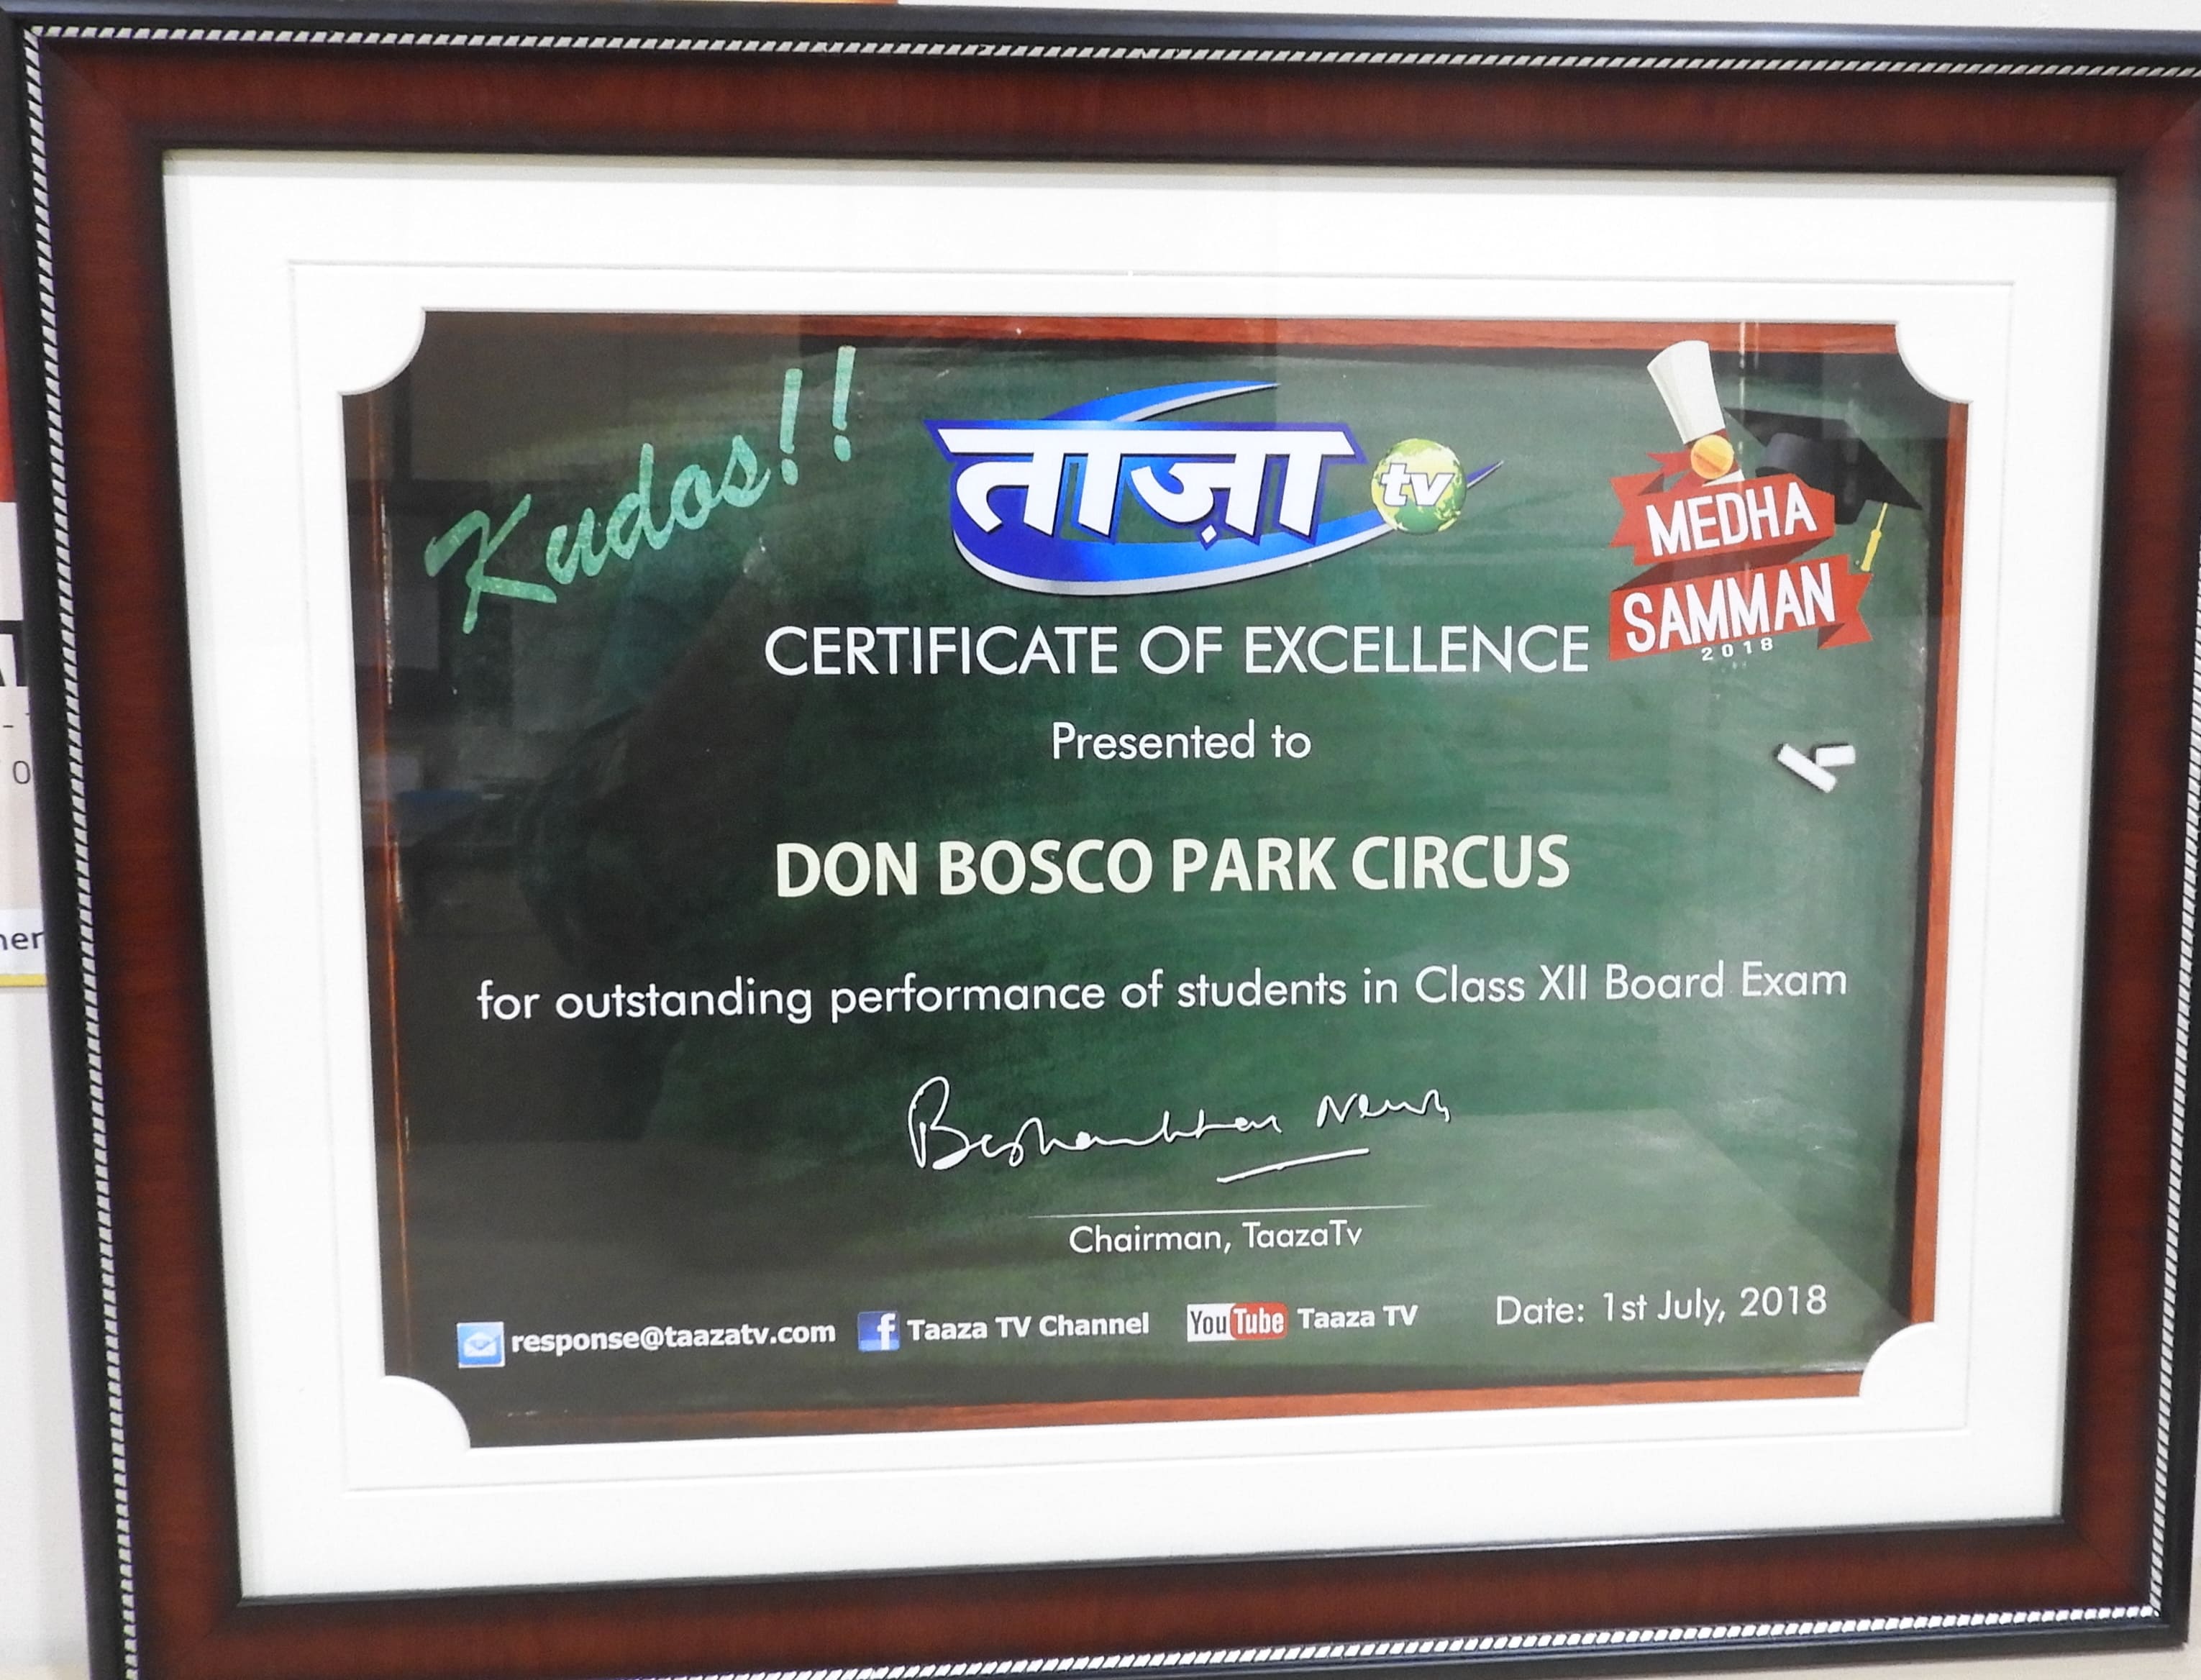 Kudos!!
ताज़ा tv
MEDHA
SAMMAN
2018
CERTIFICATE OF EXCELLENCE
Presented to
DON BOSCO PARK CIRCUS
for outstanding performance of students in Class XII Board Exam
Chairman, TaazaTv
response@taazatv.com f Taaza TV Channel YouTube Taaza TV Date: 1st July, 2018